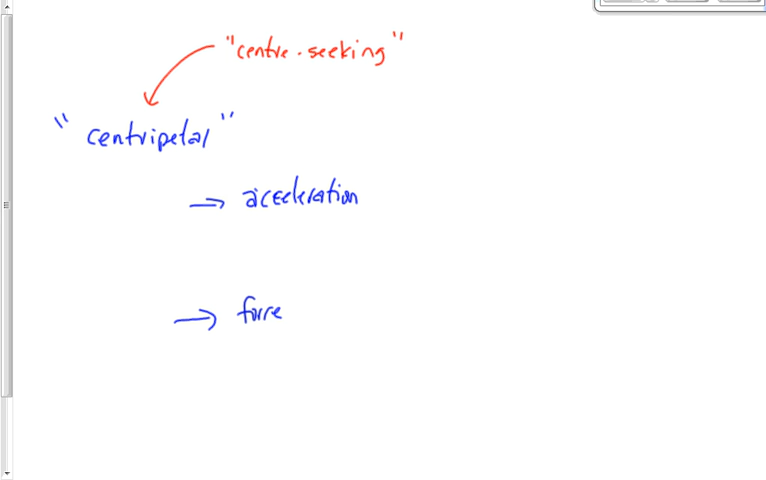 "centre-seeking"
"centripetal"
→ acceleration
→ force